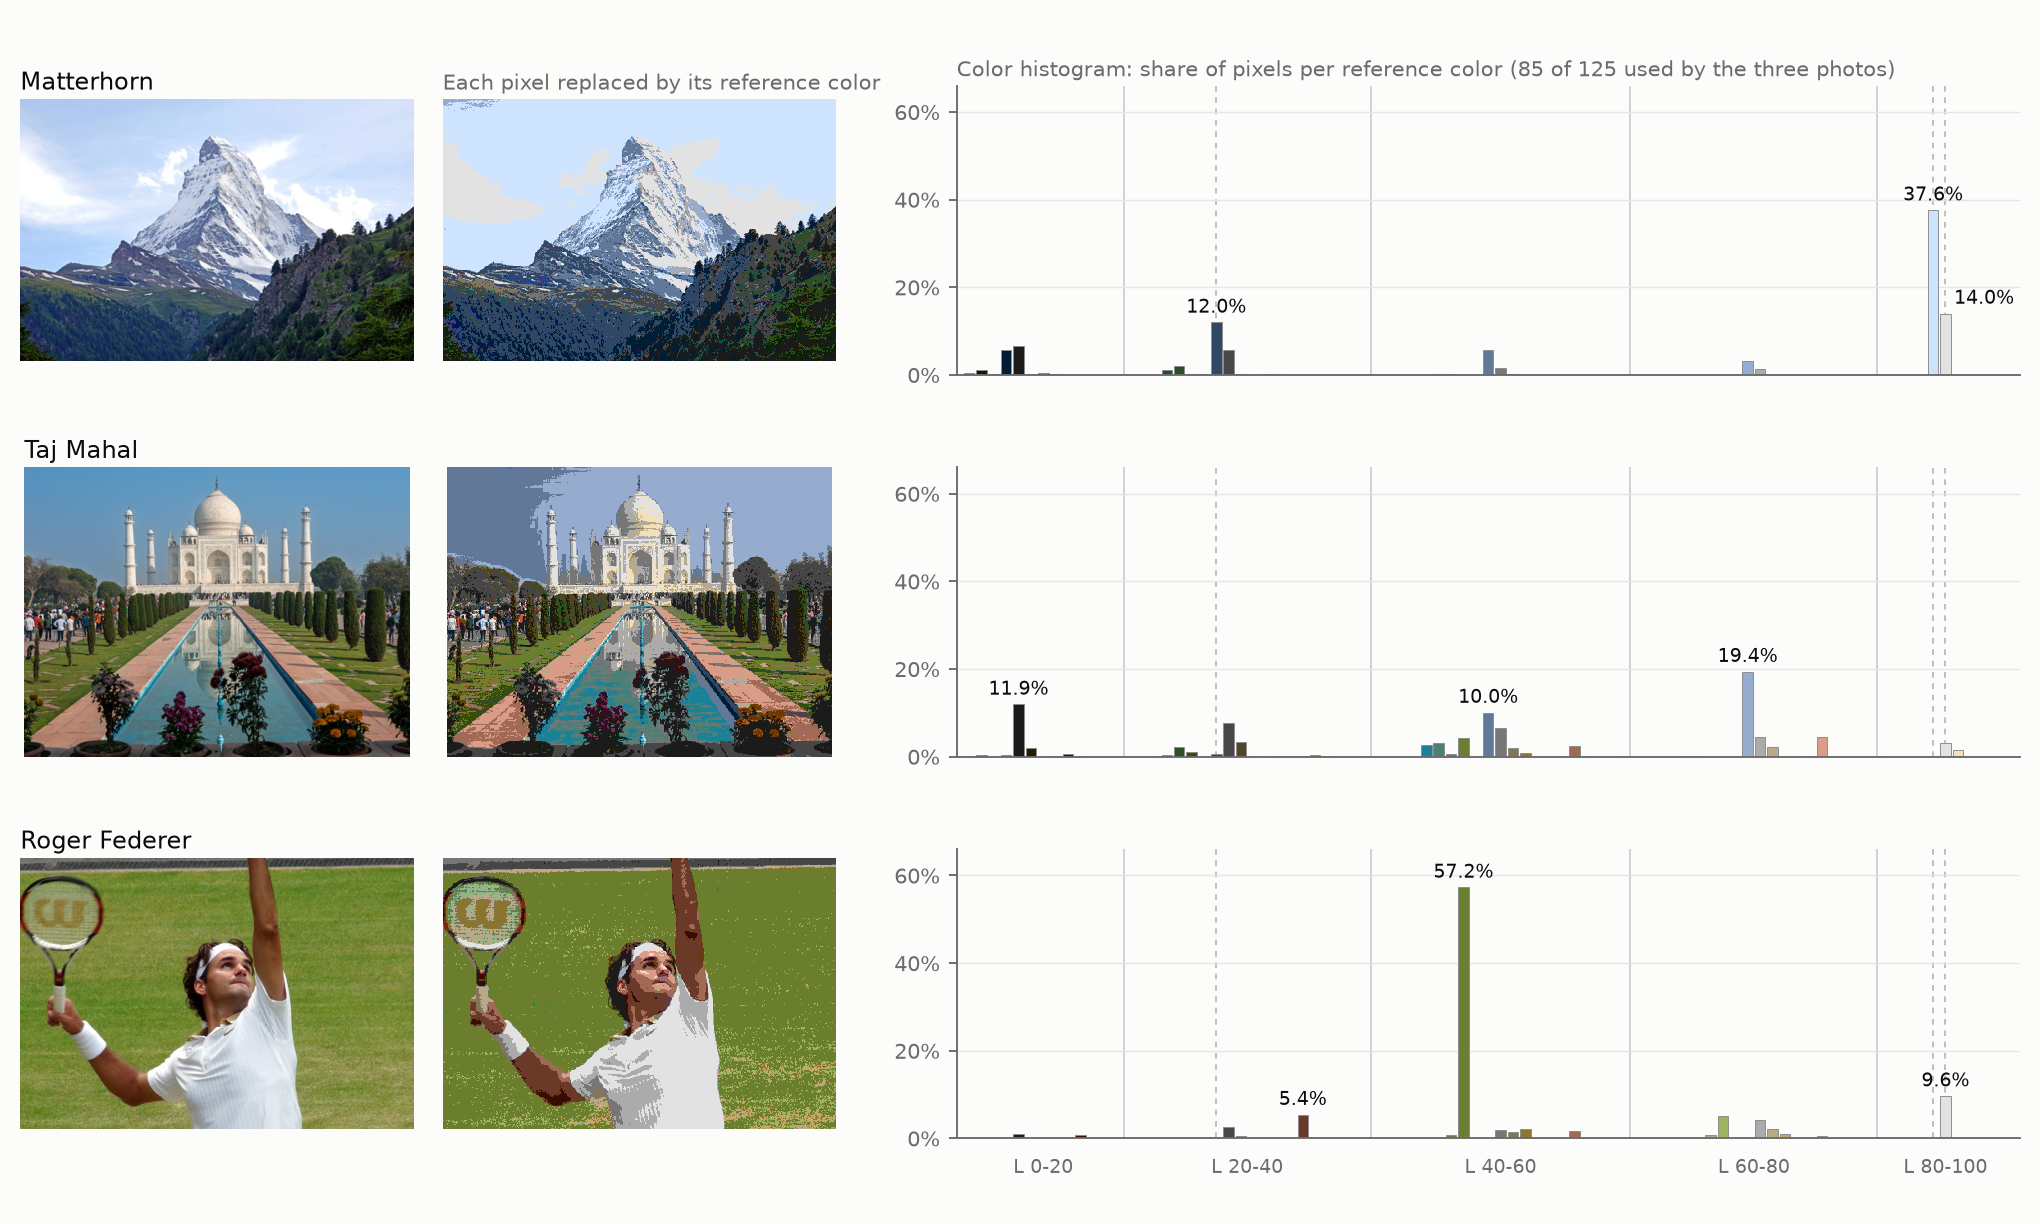 Matterhorn
Each pixel replaced by its reference color
Color histogram: share of pixels per reference color (85 of 125 used by the three photos)
60%
40%
20%
0%
12.0%
37.6%
14.0%
Taj Mahal
60%
40%
20%
0%
11.9%
10.0%
19.4%
Roger Federer
60%
40%
20%
0%
5.4%
57.2%
9.6%
L 0-20
L 20-40
L 40-60
L 60-80
L 80-100